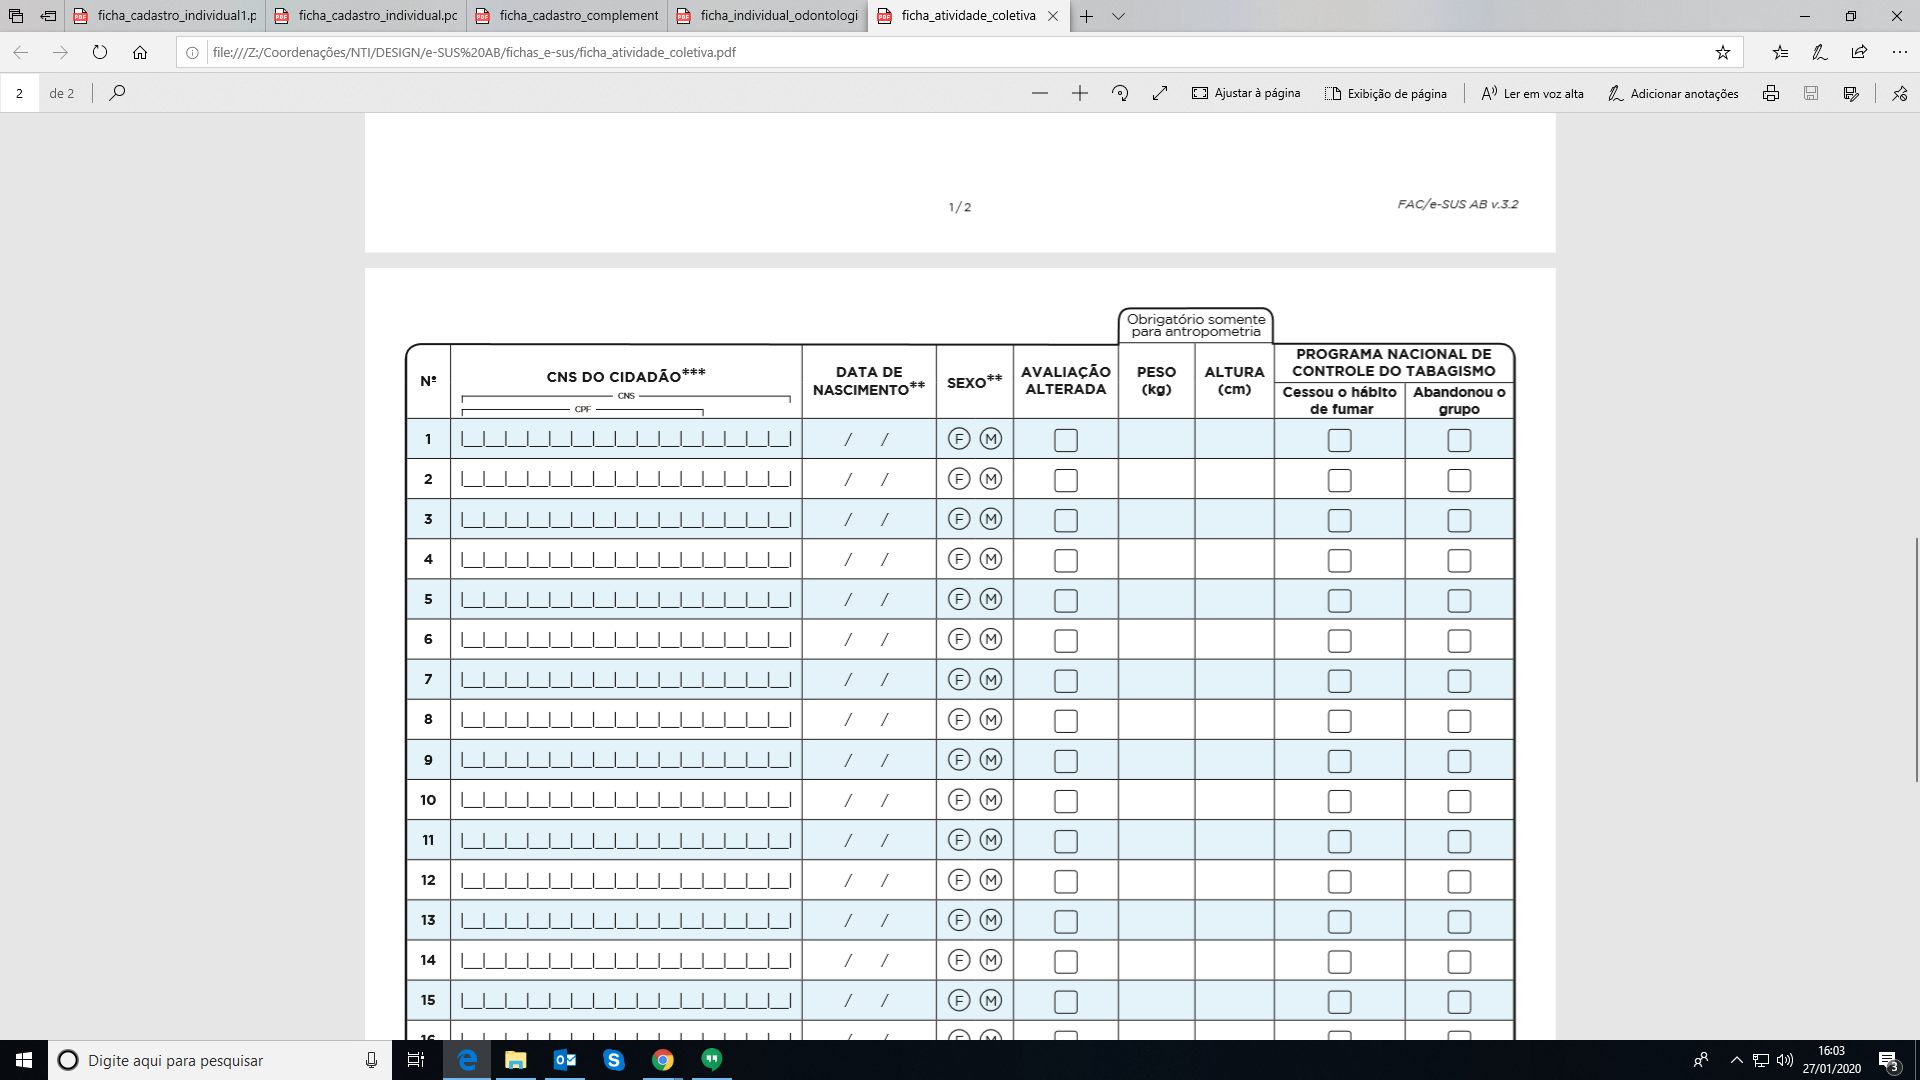 ficha_cadastro_individual1.p
ficha_cadastro_individual.pc
ficha_cadastro_complement
ficha_individual_odontologi
ficha_atividade_coletiva
file:///Z:/Coordenações/NTI/DESIGN/e-SUS%20AB/fichas_e-sus/ficha_atividade_coletiva.pdf
2 de 2
Ajustar à página
Exibição de página
Ler em voz alta
Adicionar anotações
1 / 2
FAC/e-SUS AB v.3.2
Obrigatório somente
para antropometria
Nº
CNS DO CIDADÃO***
CNS
CPF
DATA DE
NASCIMENTO**
SEXO**
AVALIAÇÃO
ALTERADA
PESO
(kg)
ALTURA
(cm)
PROGRAMA NACIONAL DE
CONTROLE DO TABAGISMO
Cessou o hábito
de fumar
Abandonou o
grupo
1 / / F M
2 / / F M
3 / / F M
4 / / F M
5 / / F M
6 / / F M
7 / / F M
8 / / F M
9 / / F M
10 / / F M
11 / / F M
12 / / F M
13 / / F M
14 / / F M
15 / / F M
16 / / F M
Digite aqui para pesquisar
16:03
27/01/2020
3